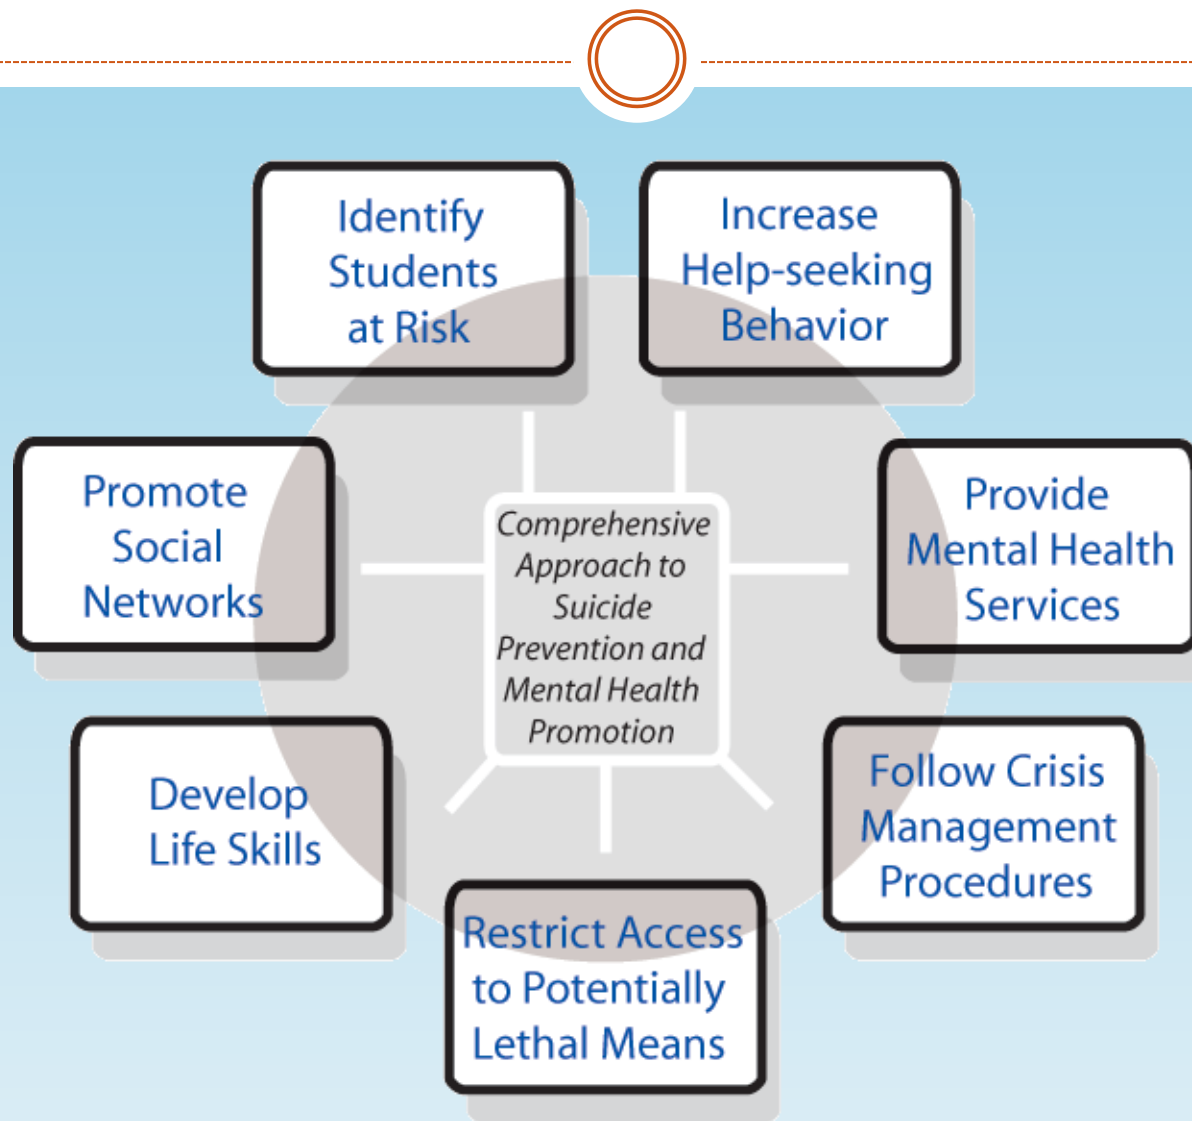 Identify
Students
at Risk
Increase
Help-seeking
Behavior
Promote
Social
Networks
Comprehensive
Approach to
Suicide
Prevention and
Mental Health
Promotion
Provide
Mental Health
Services
Develop
Life Skills
Follow Crisis
Management
Procedures
Restrict Access
to Potentially
Lethal Means